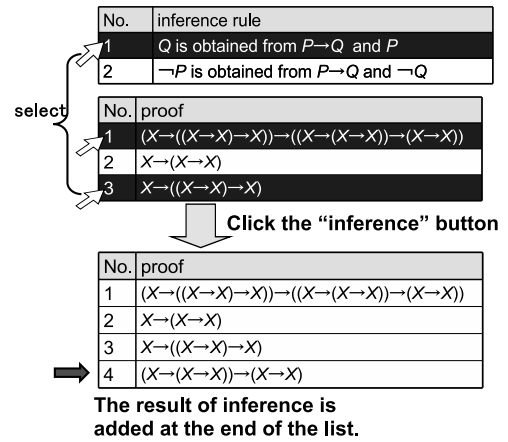 No. inference rule
1 Q is obtained from P→Q and P
2 ¬P is obtained from P→Q and ¬Q
select
No. proof
1 (X→((X→X)→X))→((X→(X→X))→(X→X))
2 X→(X→X)
3 X→((X→X)→X)
Click the “inference” button
No. proof
1 (X→((X→X)→X))→((X→(X→X))→(X→X))
2 X→(X→X)
3 X→((X→X)→X)
4 (X→(X→X))→(X→X)
The result of inference is
added at the end of the list.